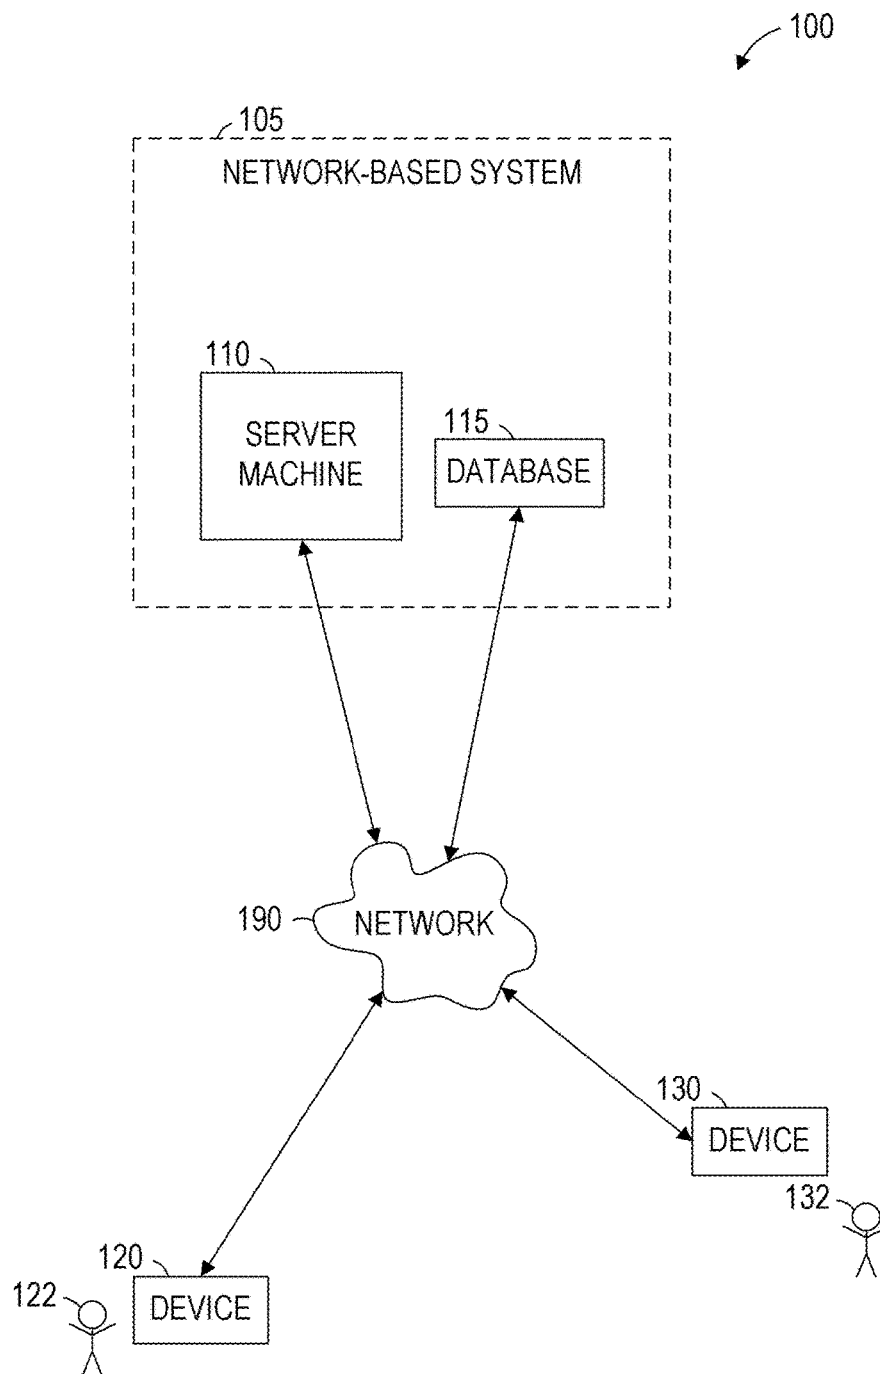 100
105
NETWORK-BASED SYSTEM
110
SERVER
MACHINE
115
DATABASE
190
NETWORK
130
DEVICE
132
120
DEVICE
122